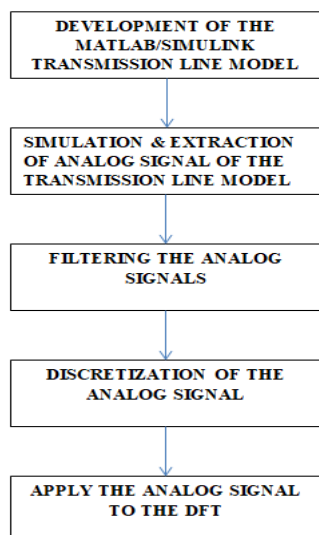 DEVELOPMENT OF THE
MATLAB/SIMULINK
TRANSMISSION LINE MODEL
SIMULATION & EXTRACTION
OF ANALOG SIGNAL OF THE
TRANSMISSION LINE MODEL
FILTERING THE ANALOG
SIGNALS
DISCRETIZATION OF THE
ANALOG SIGNAL
APPLY THE ANALOG SIGNAL
TO THE DFT